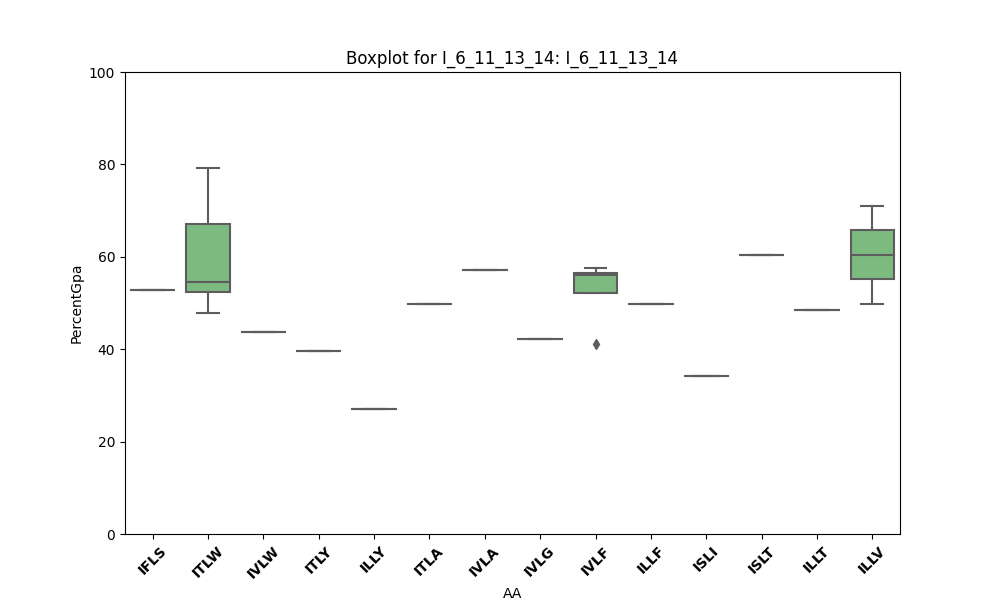 Boxplot for I_6_11_13_14: I_6_11_13_14
100
80
60
40
20
0
PercentGpa
IFLS
ITLW
IVLW
ITLY
ILLY
ITLA
IVLA
IVLG
IVLF
ILLF
ISLI
ISLT
ILLT
ILLV
AA